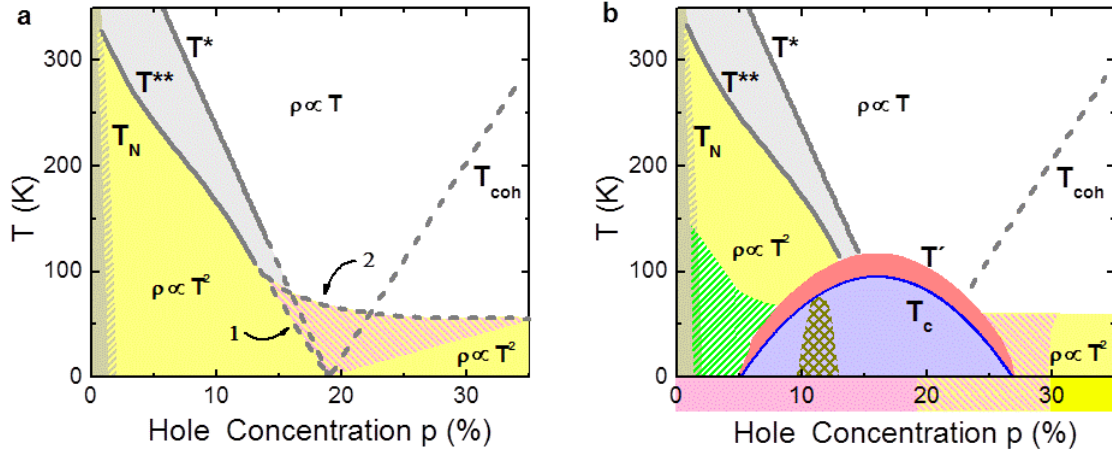 a
T (K)
300
200
100
0
T*
T**
T_N
ρ∝ T
T_coh
ρ∝ T²
2
1
ρ∝ T²
0 10 20 30
Hole Concentration p (%)
b
T (K)
300
200
100
0
T*
T**
T_N
ρ∝ T
T_coh
ρ∝ T²
T´
T_c
ρ∝ T²
0 10 20 30
Hole Concentration p (%)